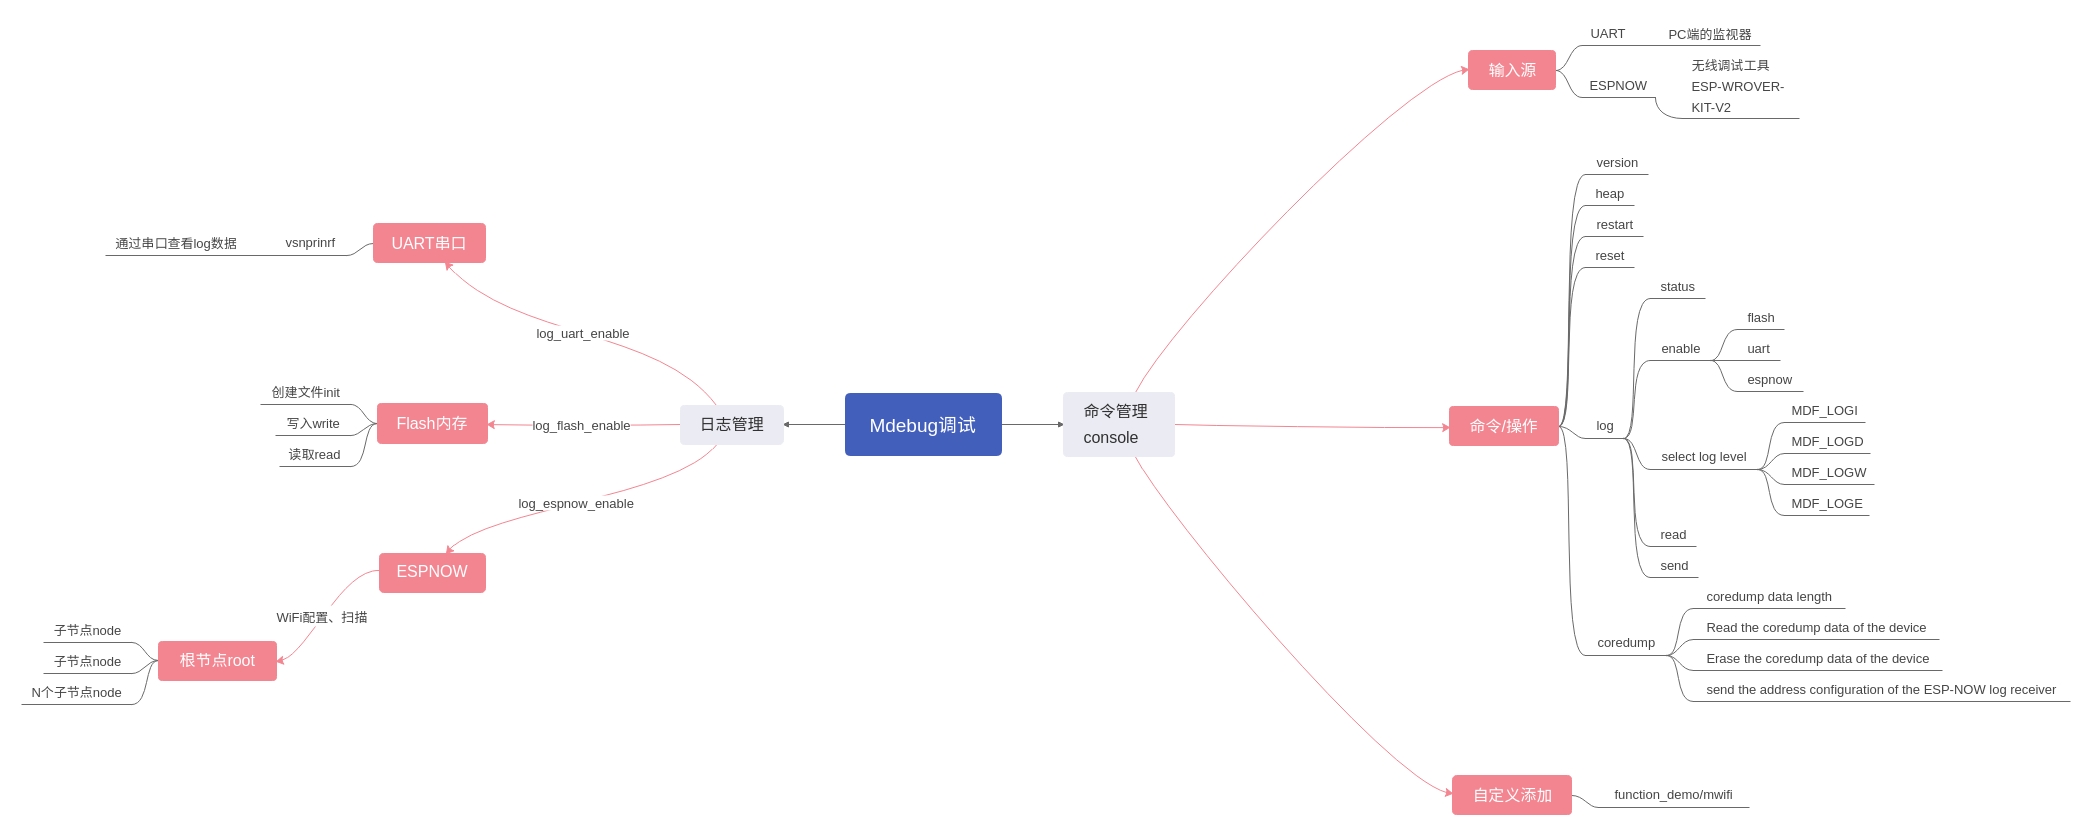 Mdebug调试
日志管理
log_uart_enable
UART串口
vsnprinrf
通过串口查看log数据
log_flash_enable
Flash内存
创建文件init
写入write
读取read
log_espnow_enable
ESPNOW
WiFi配置、扫描
根节点root
子节点node
子节点node
N个子节点node
命令管理
console
输入源
UART
PC端的监视器
ESPNOW
无线调试工具
ESP-WROVER-
KIT-V2
命令/操作
version
heap
restart
reset
log
status
enable
flash
uart
espnow
select log level
MDF_LOGI
MDF_LOGD
MDF_LOGW
MDF_LOGE
read
send
coredump
coredump data length
Read the coredump data of the device
Erase the coredump data of the device
send the address configuration of the ESP-NOW log receiver
自定义添加
function_demo/mwifi